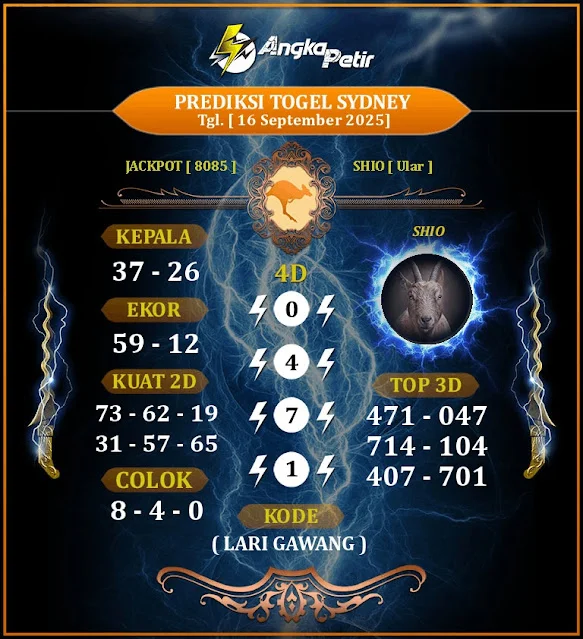 Angka Petir
PREDIKSI TOGEL SYDNEY
Tgl. [ 16 September 2025]
JACKPOT [ 8085 ]
SHIO [ Ular ]
KEPALA
37 - 26
EKOR
59 - 12
KUAT 2D
73 - 62 - 19
31 - 57 - 65
COLOK
8 - 4 - 0
4D
0
4
7
1
KODE
( LARI GAWANG )
SHIO
TOP 3D
471 - 047
714 - 104
407 - 701